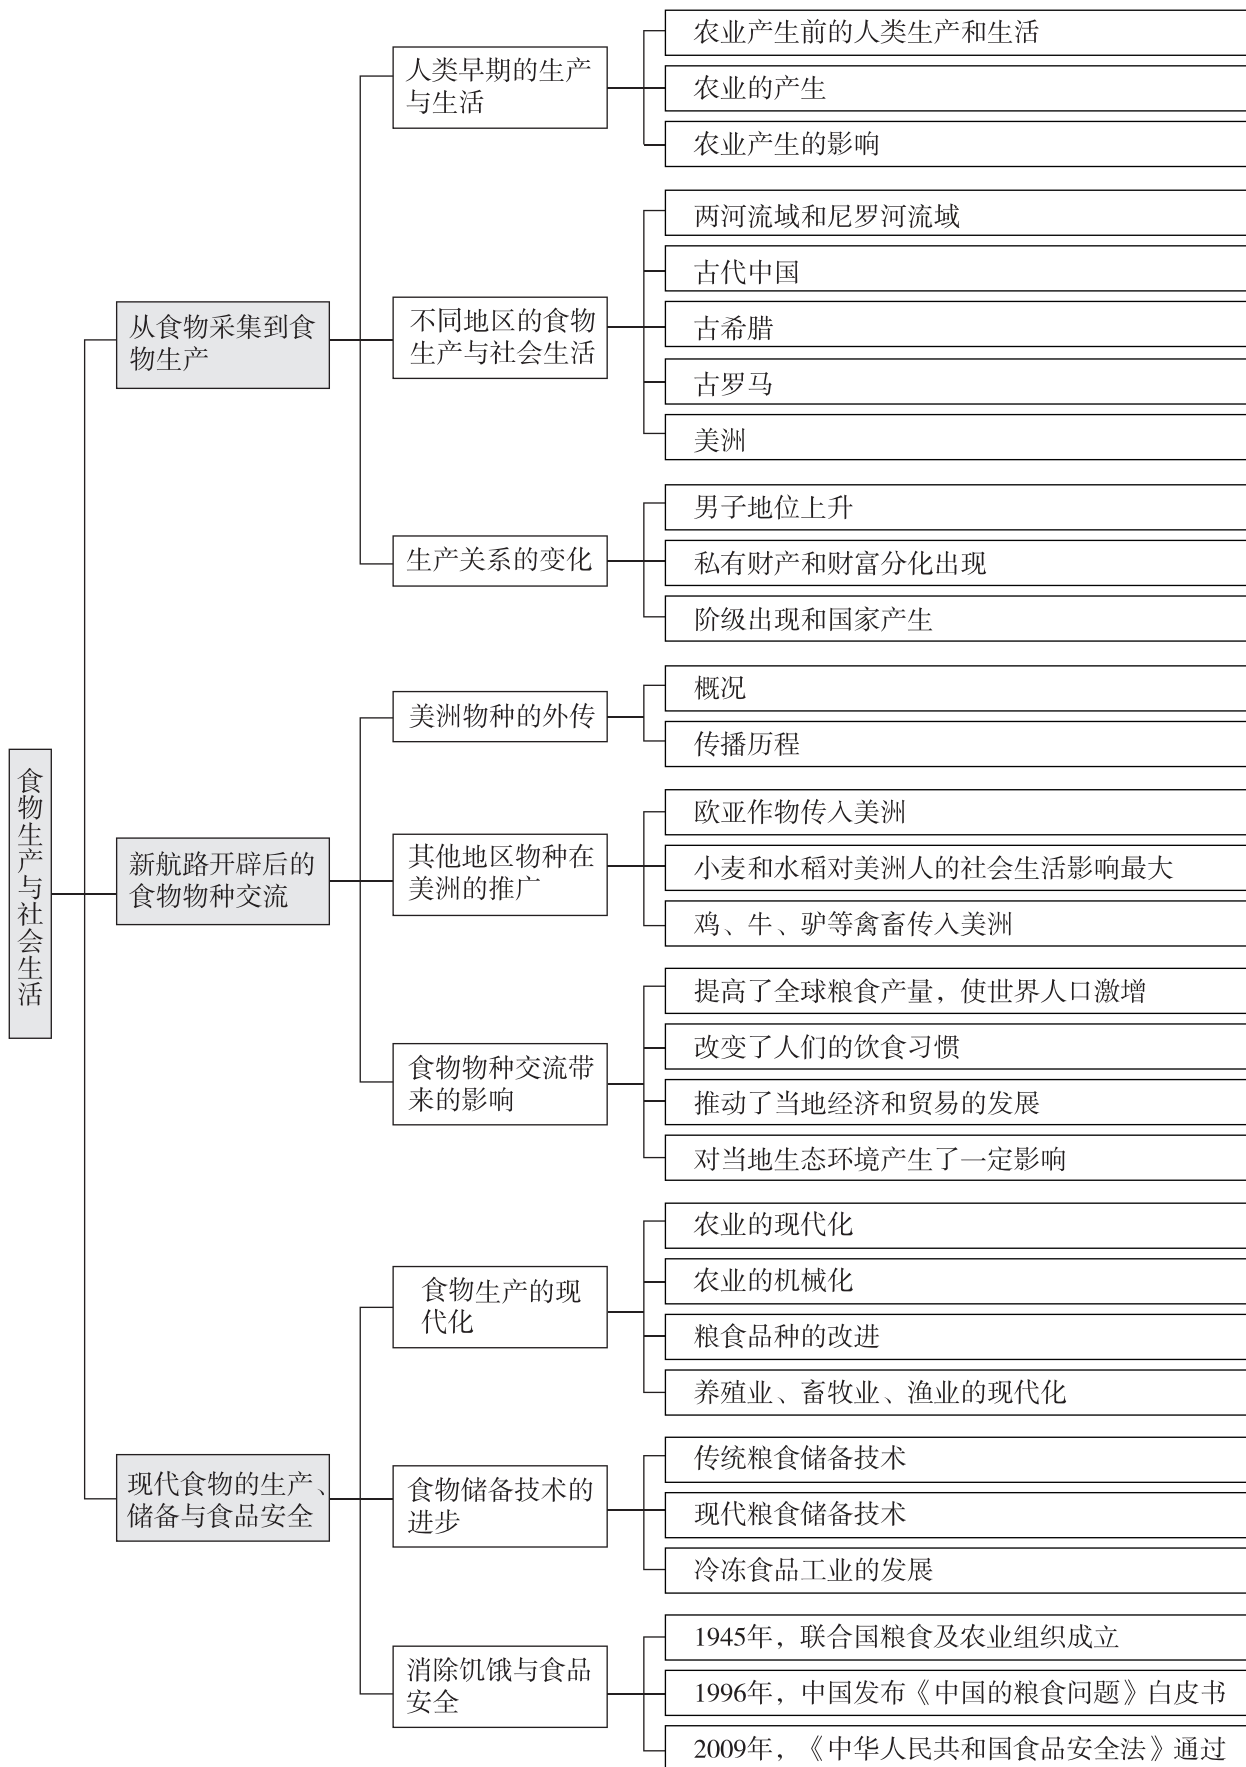 食物生产与社会生活
从食物采集到食
物生产
人类早期的生产
与生活
农业产生前的人类生产和生活
农业的产生
农业产生的影响
不同地区的食物
生产与社会生活
两河流域和尼罗河流域
古代中国
古希腊
古罗马
美洲
生产关系的变化
男子地位上升
私有财产和财富分化出现
阶级出现和国家产生
新航路开辟后的
食物物种交流
美洲物种的外传
概况
传播历程
其他地区物种在
美洲的推广
欧亚作物传入美洲
小麦和水稻对美洲人的社会生活影响最大
鸡、牛、驴等禽畜传入美洲
食物物种交流带
来的影响
提高了全球粮食产量，使世界人口激增
改变了人们的饮食习惯
推动了当地经济和贸易的发展
对当地生态环境产生了一定影响
现代食物的生产、
储备与食品安全
食物生产的现
代化
农业的现代化
农业的机械化
粮食品种的改进
养殖业、畜牧业、渔业的现代化
食物储备技术的
进步
传统粮食储备技术
现代粮食储备技术
冷冻食品工业的发展
消除饥饿与食品
安全
1945年，联合国粮食及农业组织成立
1996年，中国发布《中国的粮食问题》白皮书
2009年，《中华人民共和国食品安全法》通过